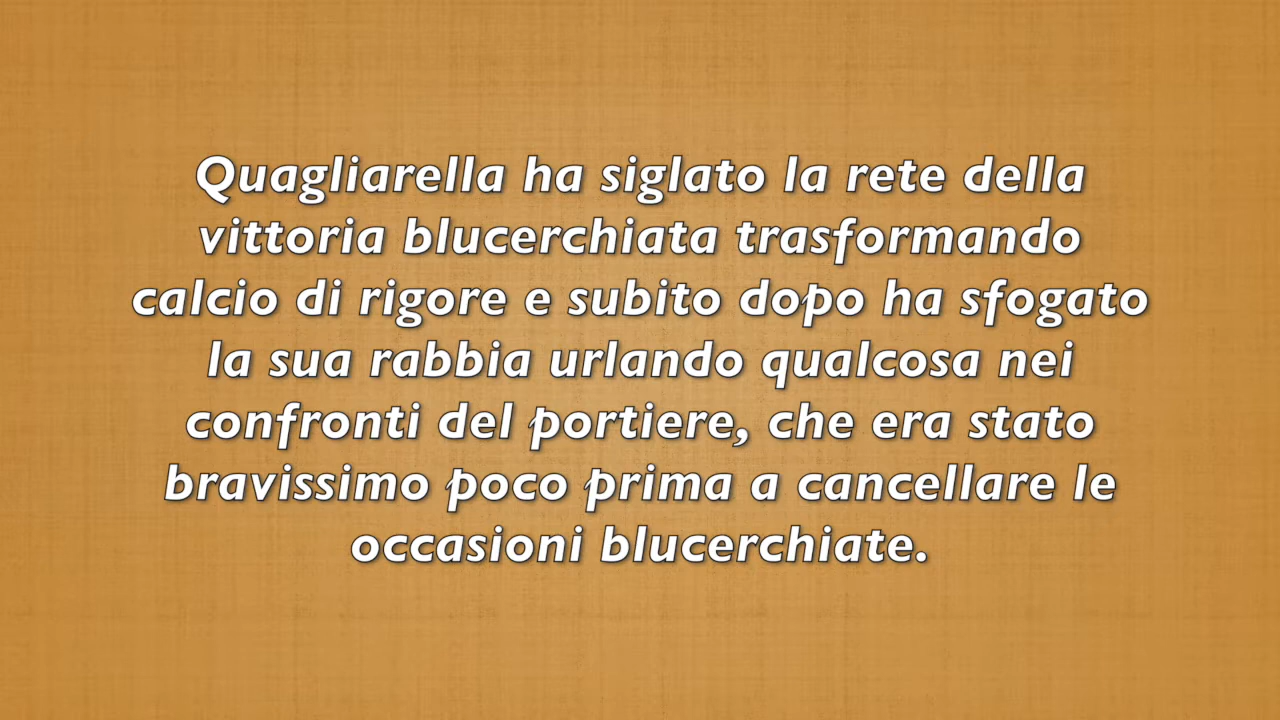 Quagliarella ha siglato la rete della
vittoria blucerchiata trasformando
calcio di rigore e subito dopo ha sfogato
la sua rabbia urlando qualcosa nei
confronti del portiere, che era stato
bravissimo poco prima a cancellare le
occasioni blucerchiate.